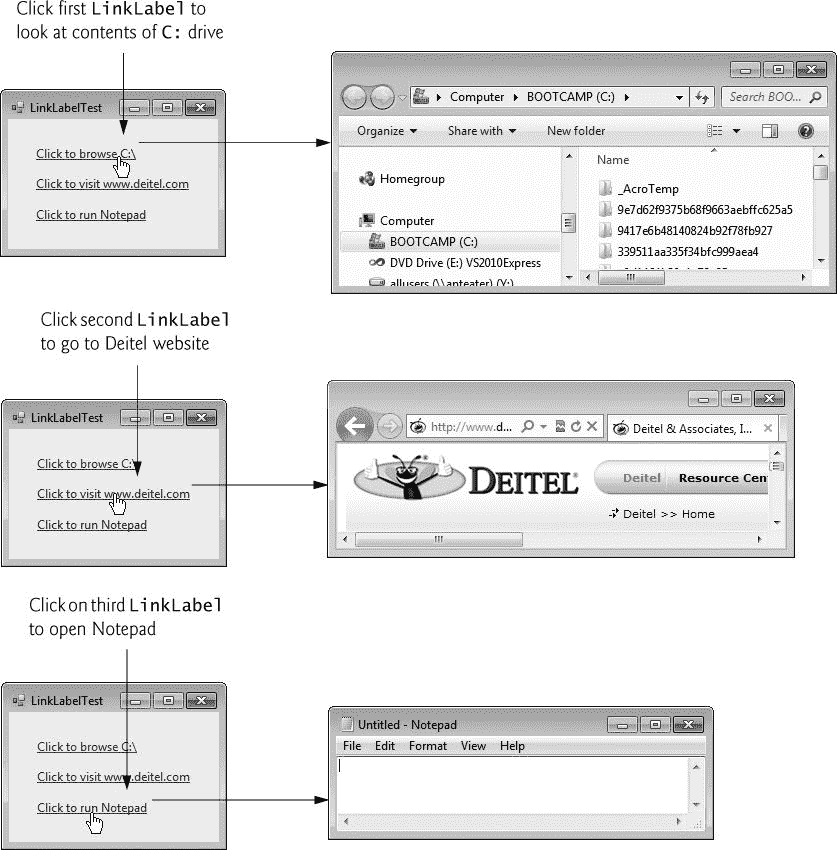 Click first LinkLabel to
look at contents of C: drive
LinkLabelTest
Click to browse C:\
Click to visit www.deitel.com
Click to run Notepad
Computer
BOOTCAMP (C:)
Search BOO...
Organize
Share with
New folder
Homegroup
Computer
BOOTCAMP (C:)
DVD Drive (E:) VS2010Express
allusers (\\anteater) (Y:)
Name
_AcroTemp
9e7d62f9375b68f9663aebffc625a5
9417e6b48140824b92f78fb927
339511aa335f34bfc999aea4
Click second LinkLabel
to go to Deitel website
LinkLabelTest
Click to browse C:\
Click to visit www.deitel.com
Click to run Notepad
http://www.d...
Deitel & Associates, I...
DEITEL
Deitel
Resource Cen
Deitel >> Home
Click on third LinkLabel
to open Notepad
LinkLabelTest
Click to browse C:\
Click to visit www.deitel.com
Click to run Notepad
Untitled - Notepad
File Edit Format View Help